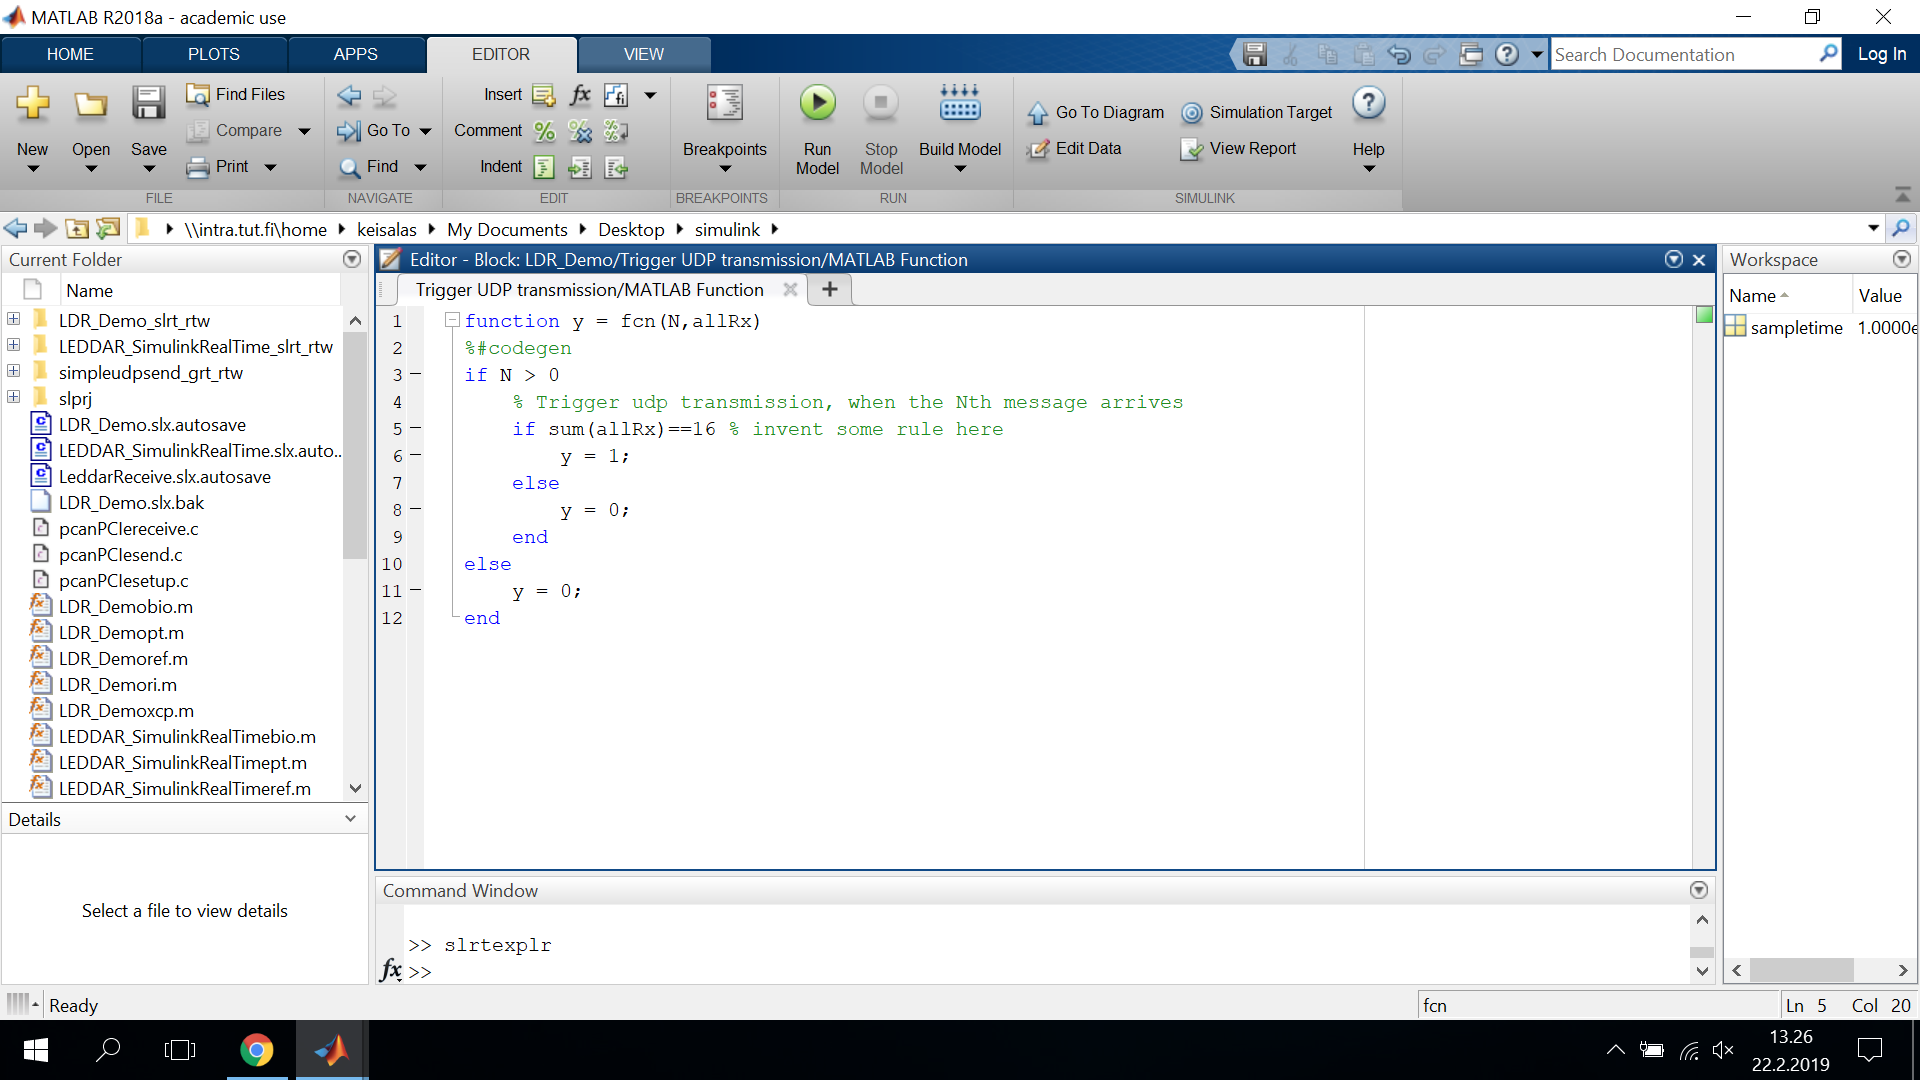 MATLAB R2018a - academic use
HOME PLOTS APPS EDITOR VIEW
Search Documentation
Log In
New
Open
Save
Find Files
Compare
Print
FILE
Go To
Find
NAVIGATE
Insert
Comment
Indent
EDIT
Breakpoints
BREAKPOINTS
Run Model
Stop Model
Build Model
RUN
Go To Diagram
Edit Data
Simulation Target
View Report
Help
SIMULINK
\\intra.tut.fi\home keisalas My Documents Desktop simulink
Current Folder
Name
LDR_Demo_slrt_rtw
LEDDAR_SimulinkRealTime_slrt_rtw
simpleudpsend_grt_rtw
slprj
LDR_Demo.slx.autosave
LEDDAR_SimulinkRealTime.slx.auto...
LeddarReceive.slx.autosave
LDR_Demo.slx.bak
pcanPCIereceive.c
pcanPCIesend.c
pcanPCIesetup.c
LDR_Demobio.m
LDR_Demopt.m
LDR_Demoref.m
LDR_Demori.m
LDR_Demoxcp.m
LEDDAR_SimulinkRealTimebio.m
LEDDAR_SimulinkRealTimept.m
LEDDAR_SimulinkRealTimeref.m
Details
Select a file to view details
Editor - Block: LDR_Demo/Trigger UDP transmission/MATLAB Function
Trigger UDP transmission/MATLAB Function
1 function y = fcn(N,allRx)
2 %#codegen
3 if N > 0
4 % Trigger udp transmission, when the Nth message arrives
5 if sum(allRx)==16 % invent some rule here
6 y = 1;
7 else
8 y = 0;
9 end
10 else
11 y = 0;
12 end
Command Window
>> slrtexplr
fx >>
Workspace
Name Value
sampletime 1.0000e
Ready
fcn
Ln 5 Col 20
13.26
22.2.2019